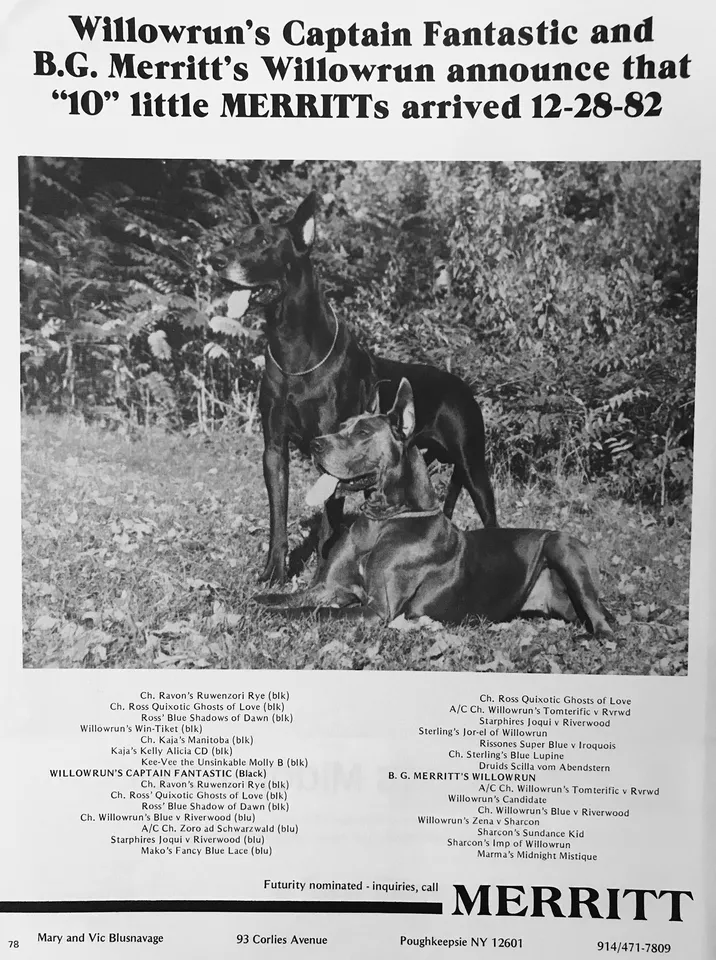 Willowrun's Captain Fantastic and
B.G. Merritt's Willowrun announce that
"10" little MERRITTs arrived 12-28-82
Ch. Ravon's Ruwenzori Rye (blk)
Ch. Ross Quixotic Ghosts of Love (blk)
Ross' Blue Shadows of Dawn (blk)
Willowrun's Win-Tiket (blk)
Ch. Kaja's Manitoba (blk)
Kaja's Kelly Alicia CD (blk)
Kee-Vee the Unsinkable Molly B (blk)
WILLOWRUN'S CAPTAIN FANTASTIC (Black)
Ch. Ravon's Ruwenzori Rye (blk)
Ch. Ross' Quixotic Ghosts of Love (blk)
Ross' Blue Shadow of Dawn (blk)
Ch. Willowrun's Blue v Riverwood (blu)
A/C Ch. Zoro ad Schwarzwald (blu)
Starphires Joqui v Riverwood (blu)
Mako's Fancy Blue Lace (blu)
Ch. Ross Quixotic Ghosts of Love
A/C Ch. Willowrun's Tomterific v Rvrwd
Starphires Joqui v Riverwood
Sterling's Jor-el of Willowrun
Rissones Super Blue v Iroquois
Ch. Sterling's Blue Lupine
Druids Scilla vom Abendstern
B. G. MERRITT'S WILLOWRUN
A/C Ch. Willowrun's Tomterific v Rvrwd
Willowrun's Candidate
Ch. Willowrun's Blue v Riverwood
Willowrun's Zena v Sharcon
Sharcon's Sundance Kid
Sharcon's Imp of Willowrun
Marma's Midnight Mistique
Futurity nominated - inquiries, call
MERRITT
78 Mary and Vic Blusnavage 93 Corlies Avenue Poughkeepsie NY 12601 914/471-7809